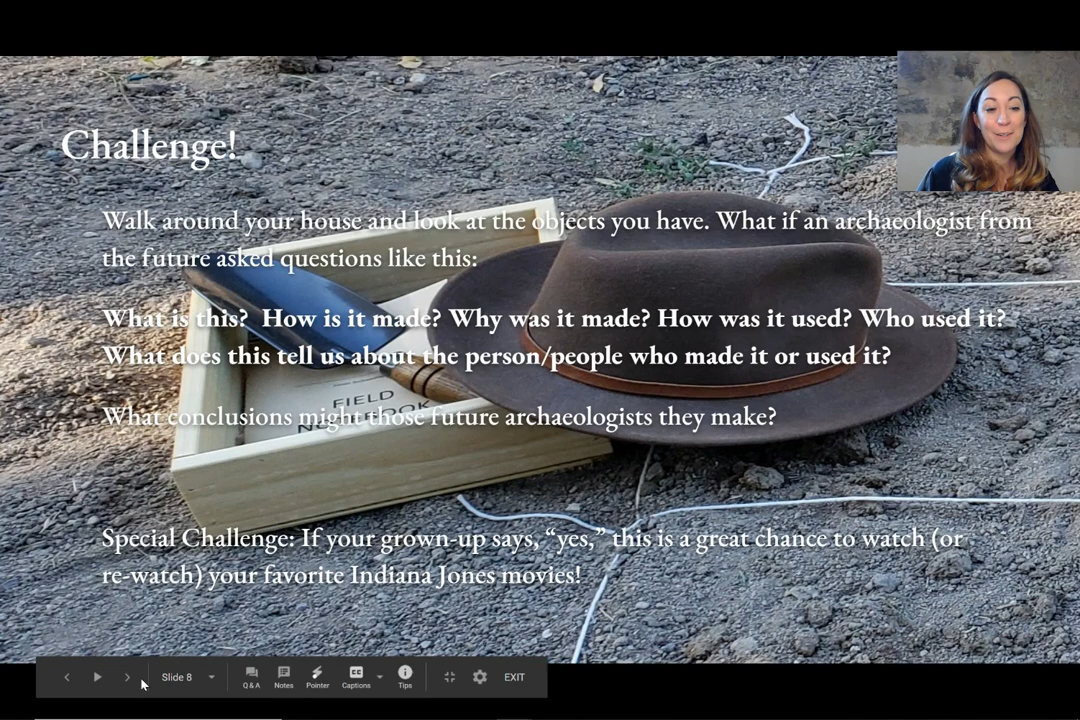 Challenge!
Walk around your house and look at the objects you have. What if an archaeologist from
the future asked questions like this:
What is this?  How is it made? Why was it made? How was it used? Who used it?
What does this tell us about the person/people who made it or used it?
FIELD
NOTEBOOK
What conclusions might those future archaeologists they make?
Special Challenge: If your grown-up says, “yes,” this is a great chance to watch (or
re-watch) your favorite Indiana Jones movies!
Slide 8
Q & A
Notes
Pointer
Captions
Tips
EXIT